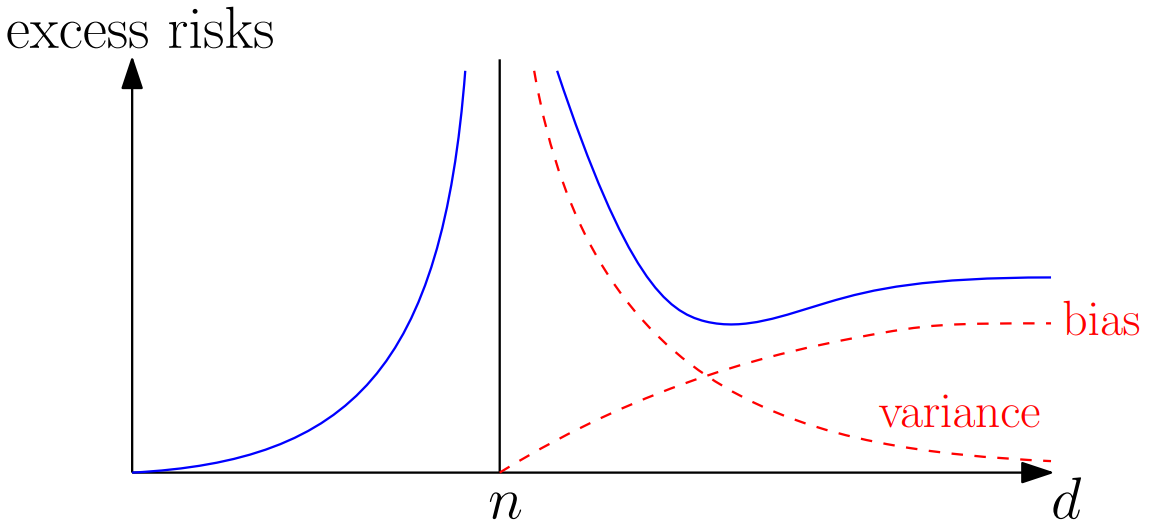 excess risks
bias
variance
n
d